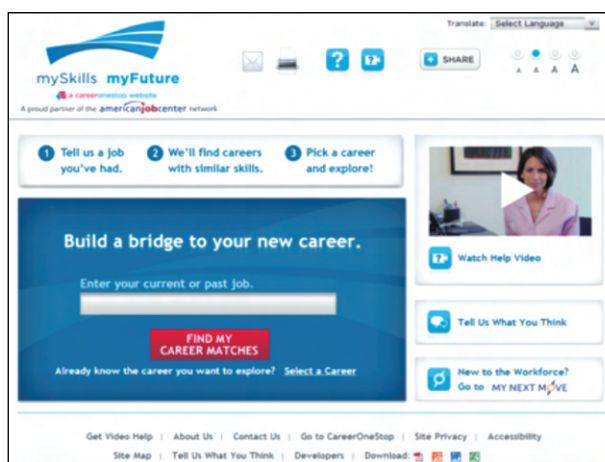 Translate: Select Language
mySkills myFuture
a careeronestop website
A proud partner of the americanjobcenter network
SHARE
A A A A
1 Tell us a job
you've had.
2 We'll find careers
with similar skills.
3 Pick a career
and explore!
Build a bridge to your new career.
Enter your current or past job.
FIND MY
CAREER MATCHES
Already know the career you want to explore? Select a Career
Watch Help Video
Tell Us What You Think
New to the Workforce?
Go to MY NEXT MOVE
Get Video Help | About Us | Contact Us | Go to CareerOneStop | Site Privacy | Accessibility
Site Map | Tell Us What You Think | Developers | Download: